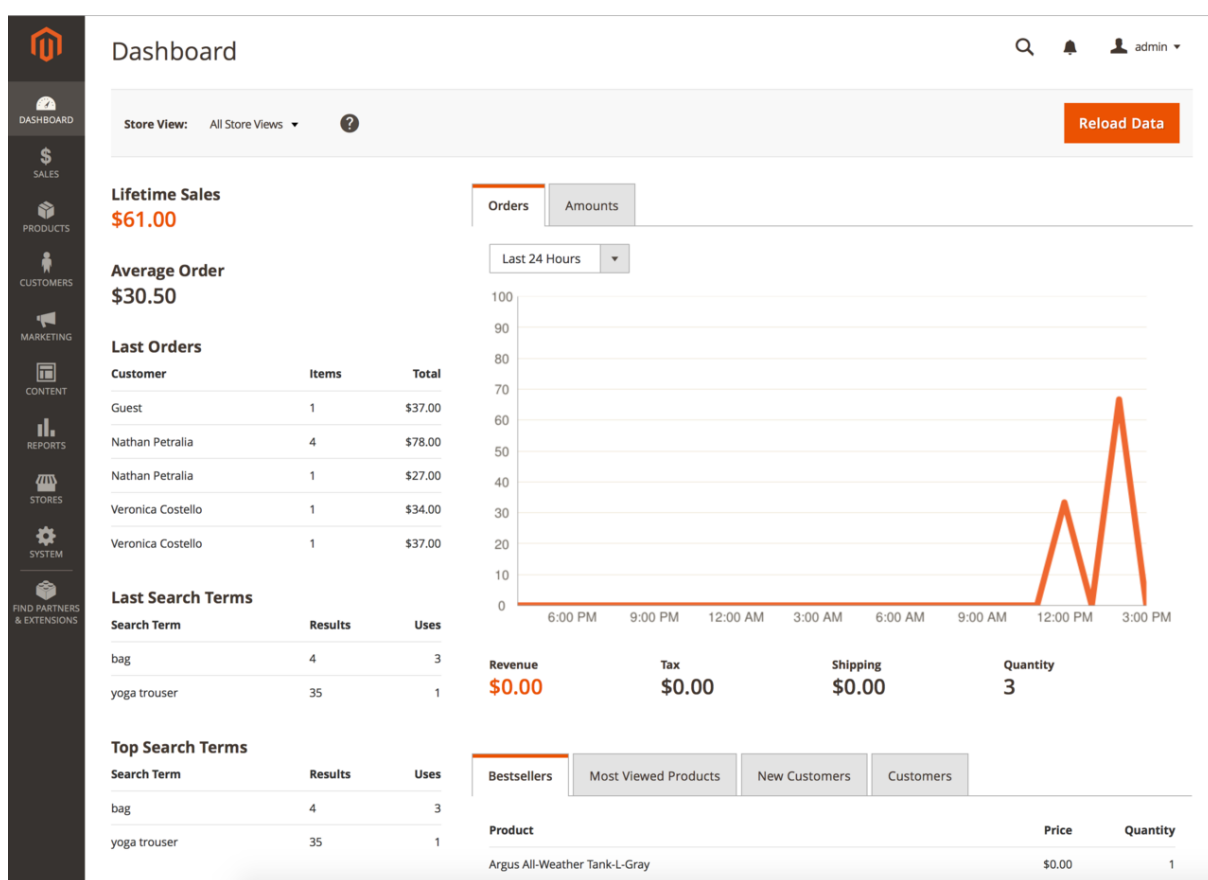 Dashboard
admin
DASHBOARD
SALES
PRODUCTS
CUSTOMERS
MARKETING
CONTENT
REPORTS
STORES
SYSTEM
FIND PARTNERS
& EXTENSIONS
Store View: All Store Views ?
Reload Data
Lifetime Sales
$61.00
Average Order
$30.50
Last Orders
Customer Items Total
Guest 1 $37.00
Nathan Petralia 4 $78.00
Nathan Petralia 1 $27.00
Veronica Costello 1 $34.00
Veronica Costello 1 $37.00
Last Search Terms
Search Term Results Uses
bag 4 3
yoga trouser 35 1
Top Search Terms
Search Term Results Uses
bag 4 3
yoga trouser 35 1
Orders Amounts
Last 24 Hours
100
90
80
70
60
50
40
30
20
10
0
6:00 PM 9:00 PM 12:00 AM 3:00 AM 6:00 AM 9:00 AM 12:00 PM 3:00 PM
Revenue Tax Shipping Quantity
$0.00 $0.00 $0.00 3
Bestsellers Most Viewed Products New Customers Customers
Product Price Quantity
Argus All-Weather Tank-L-Gray $0.00 1